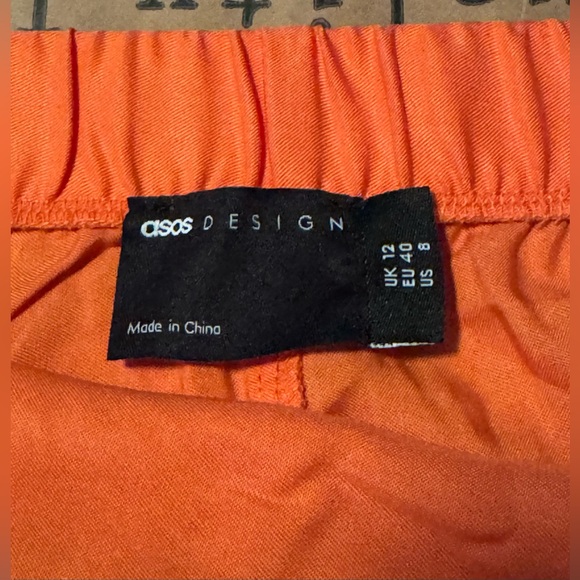 asos DESIGN
Made in China
UK 12
EU 40
US 8